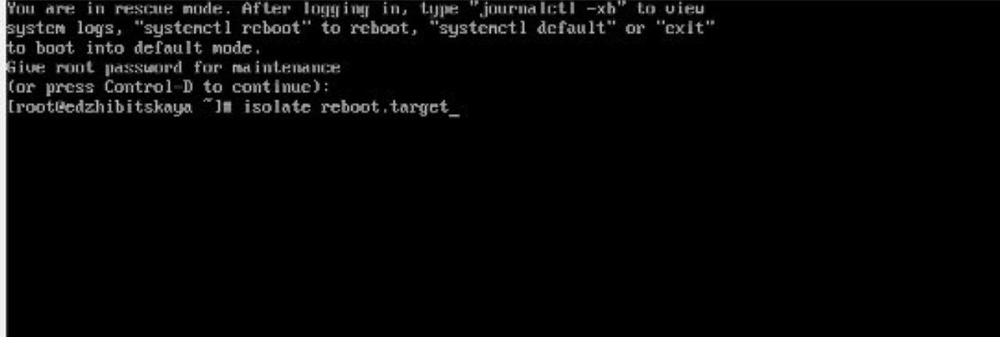 You are in rescue mode. After logging in, type "journalctl -xb" to view
system logs, "systemctl reboot" to reboot, "systemctl default" or "exit"
to boot into default mode.
Give root password for maintenance
(or press Control-D to continue):
[root@edzhibitskaya ~]# isolate reboot.target_